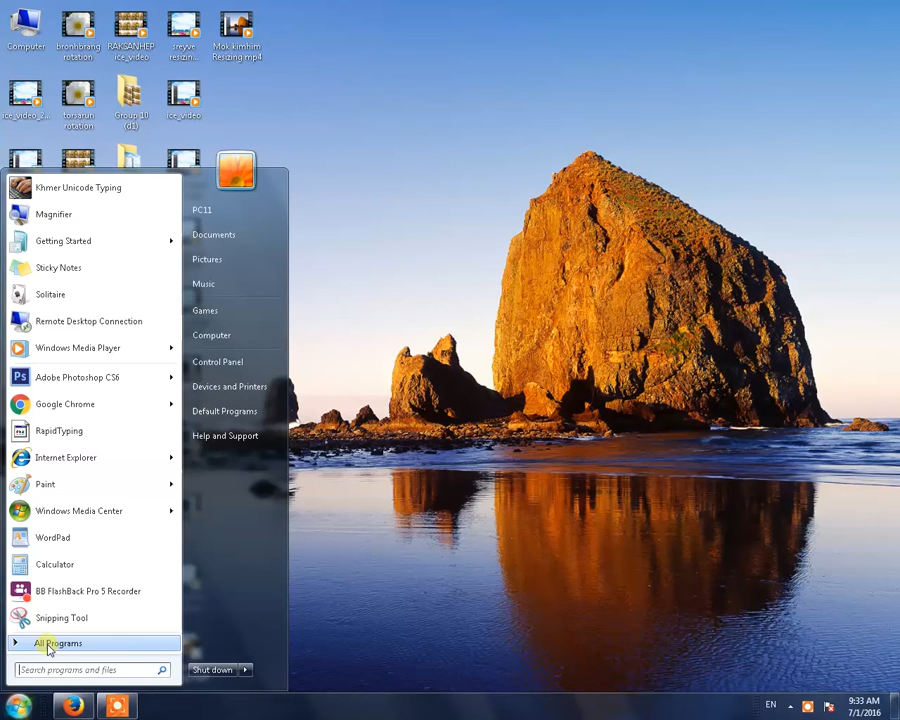 Computer
bronhbrang
rotation
RAKSANHEP
ice_video
sreyve
resizin...
Mok kimhim
Resizing.mp4
ice_video_2...
torsarun
rotation
Group 10
(d1)
ice_video
Khmer Unicode Typing
Magnifier
Getting Started
Sticky Notes
Solitaire
Remote Desktop Connection
Windows Media Player
Adobe Photoshop CS6
Ps
Google Chrome
RapidTyping
Internet Explorer
Paint
Windows Media Center
WordPad
Calculator
BB FlashBack Pro 5 Recorder
Snipping Tool
All Programs
Search programs and files
PC11
Documents
Pictures
Music
Games
Computer
Control Panel
Devices and Printers
Default Programs
Help and Support
Shut down
EN
9:33 AM
7/1/2016